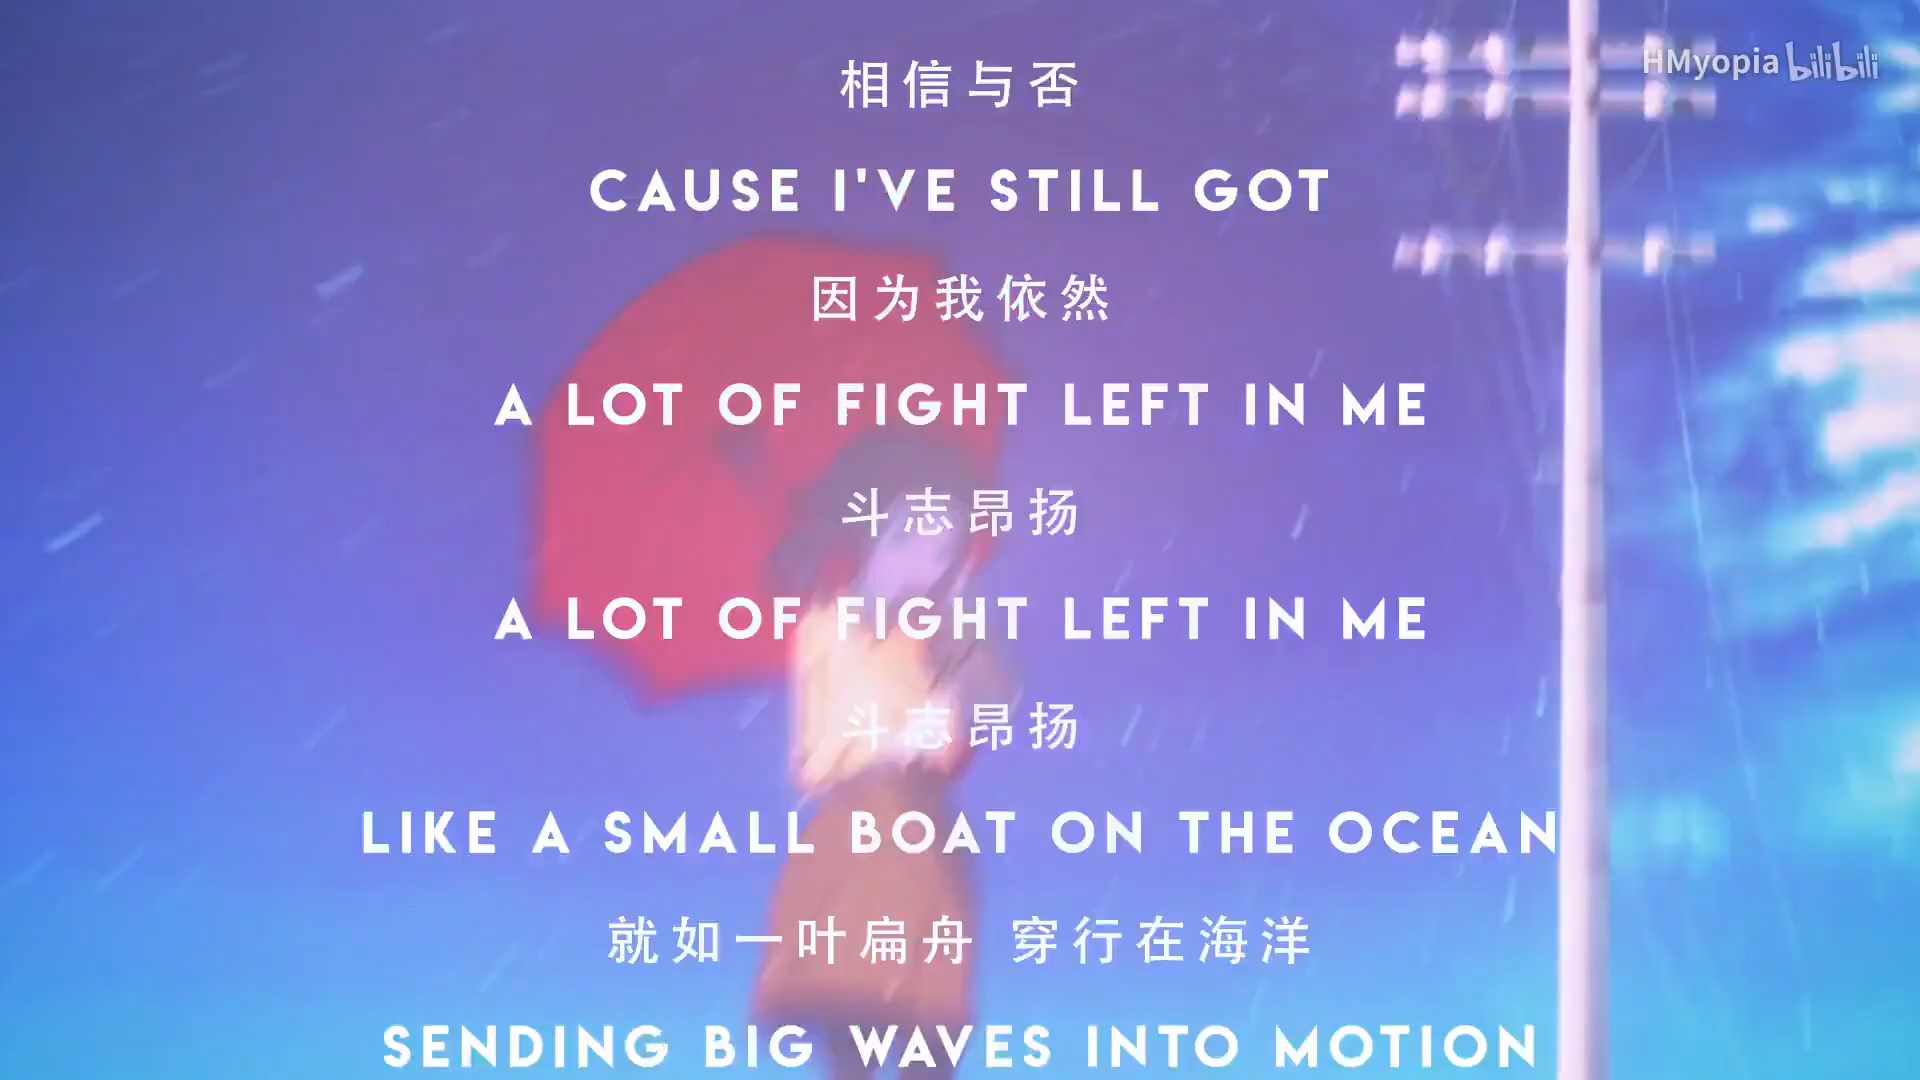 HMyopia bilibili
相信与否
CAUSE I'VE STILL GOT
因为我依然
A LOT OF FIGHT LEFT IN ME
斗志昂扬
A LOT OF FIGHT LEFT IN ME
斗志昂扬
LIKE A SMALL BOAT ON THE OCEAN
就如一叶扁舟 穿行在海洋
SENDING BIG WAVES INTO MOTION